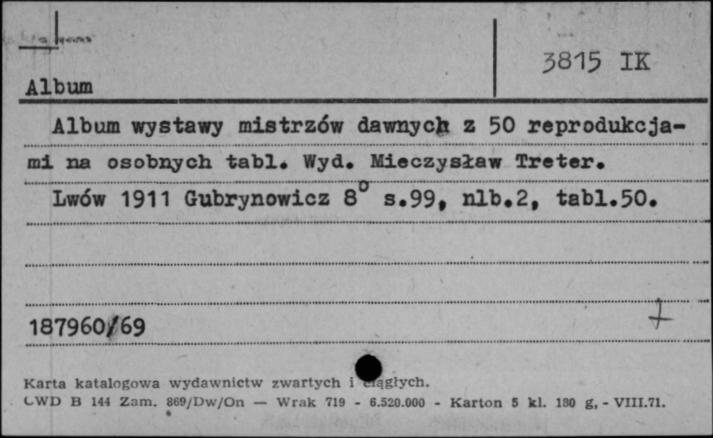 3815 IK
Album
Album wystawy mistrzów dawnych z 50 reprodukcja-
mi na osobnych tabl. Wyd. Mieczysław Treter.
Lwów 1911 Gubrynowicz 8° s.99, nlb.2, tabl.50.
187960/69
Karta katalogowa wydawnictw zwartych i ciągłych.
CWD B 144 Zam. 869/Dw/On — Wrak 719 - 6.520.000 - Karton 5 kl. 180 g, - VIII.71.